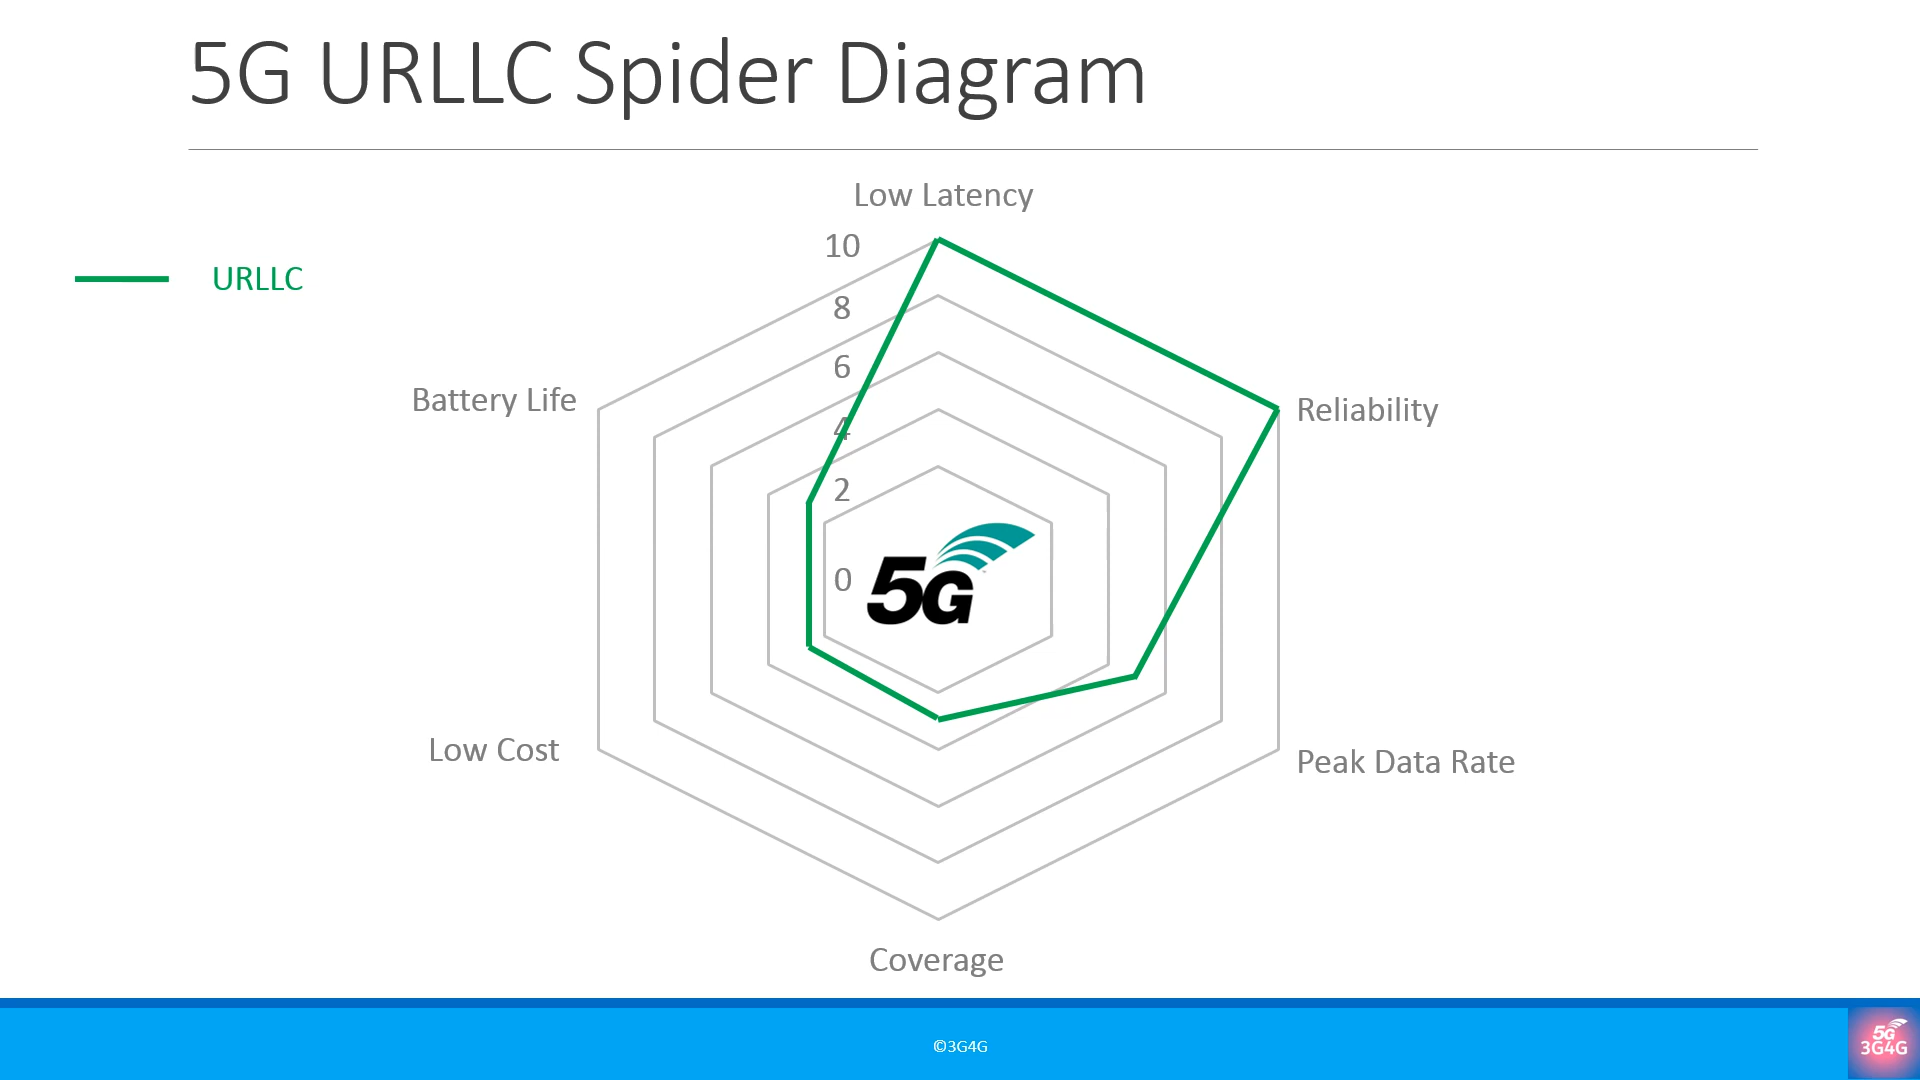 5G URLLC Spider Diagram
Low Latency
10
URLLC
8
6
Battery Life
Reliability
4
2
0
5G
Low Cost
Peak Data Rate
Coverage
©3G4G
5G
3G4G